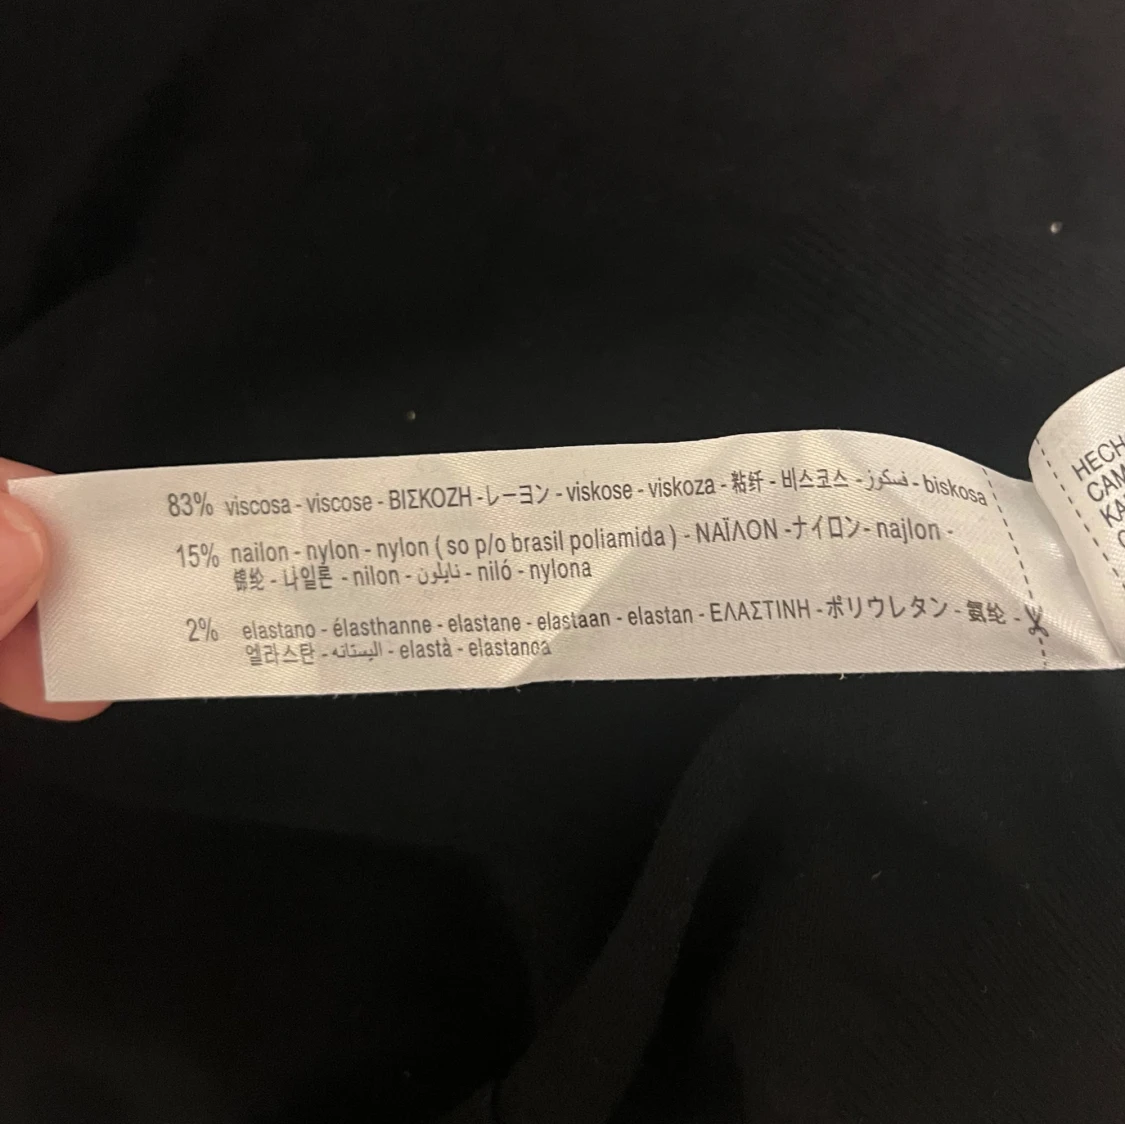 83% viscosa - viscose - ΒΙΣΚΟΖΗ - レーヨン - viskose - viskoza - 粘纤 - 비스코스 - فسكوز - biskosa
15% nailon - nylon - nylon ( so p/o brasil poliamida ) - ΝΑΪΛΟΝ - ナイロン - najlon -
锦纶 - 나일론 - nilon - نايلون - niló - nylona
2% elastano - élasthanne - elastane - elastaan - elastan - ΕΛΑΣΤΙΝΗ - ポリウレタン - 氨纶 -
엘라스탄 - اليستانه - elastà - elastanoa
HECH
CAM
KA